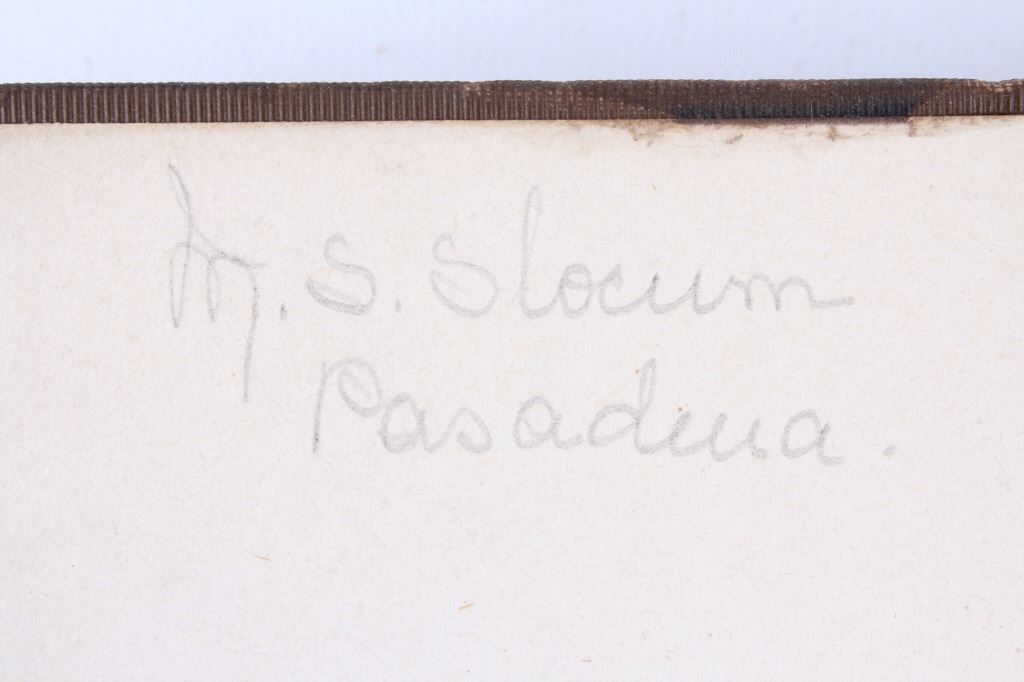 M. S. Slocum
Pasadena.